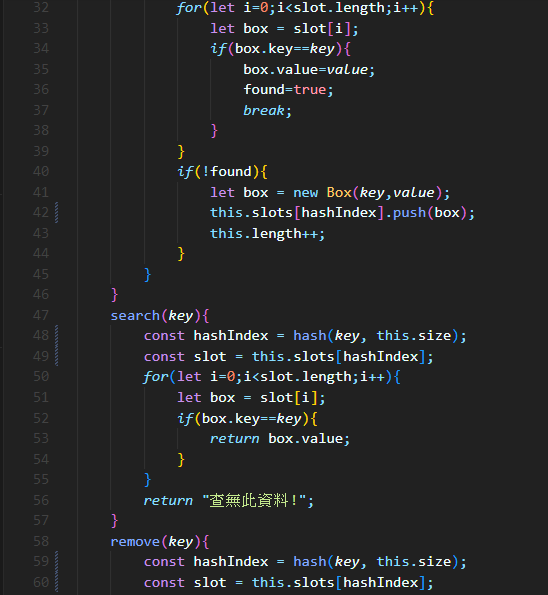 32 for(let i=0;i<slot.length;i++){
33 let box = slot[i];
34 if(box.key==key){
35 box.value=value;
36 found=true;
37 break;
38 }
39 }
40 if(!found){
41 let box = new Box(key,value);
42 this.slots[hashIndex].push(box);
43 this.length++;
44 }
45 }
46 }
47 search(key){
48 const hashIndex = hash(key, this.size);
49 const slot = this.slots[hashIndex];
50 for(let i=0;i<slot.length;i++){
51 let box = slot[i];
52 if(box.key==key){
53 return box.value;
54 }
55 }
56 return "查無此資料!";
57 }
58 remove(key){
59 const hashIndex = hash(key, this.size);
60 const slot = this.slots[hashIndex];